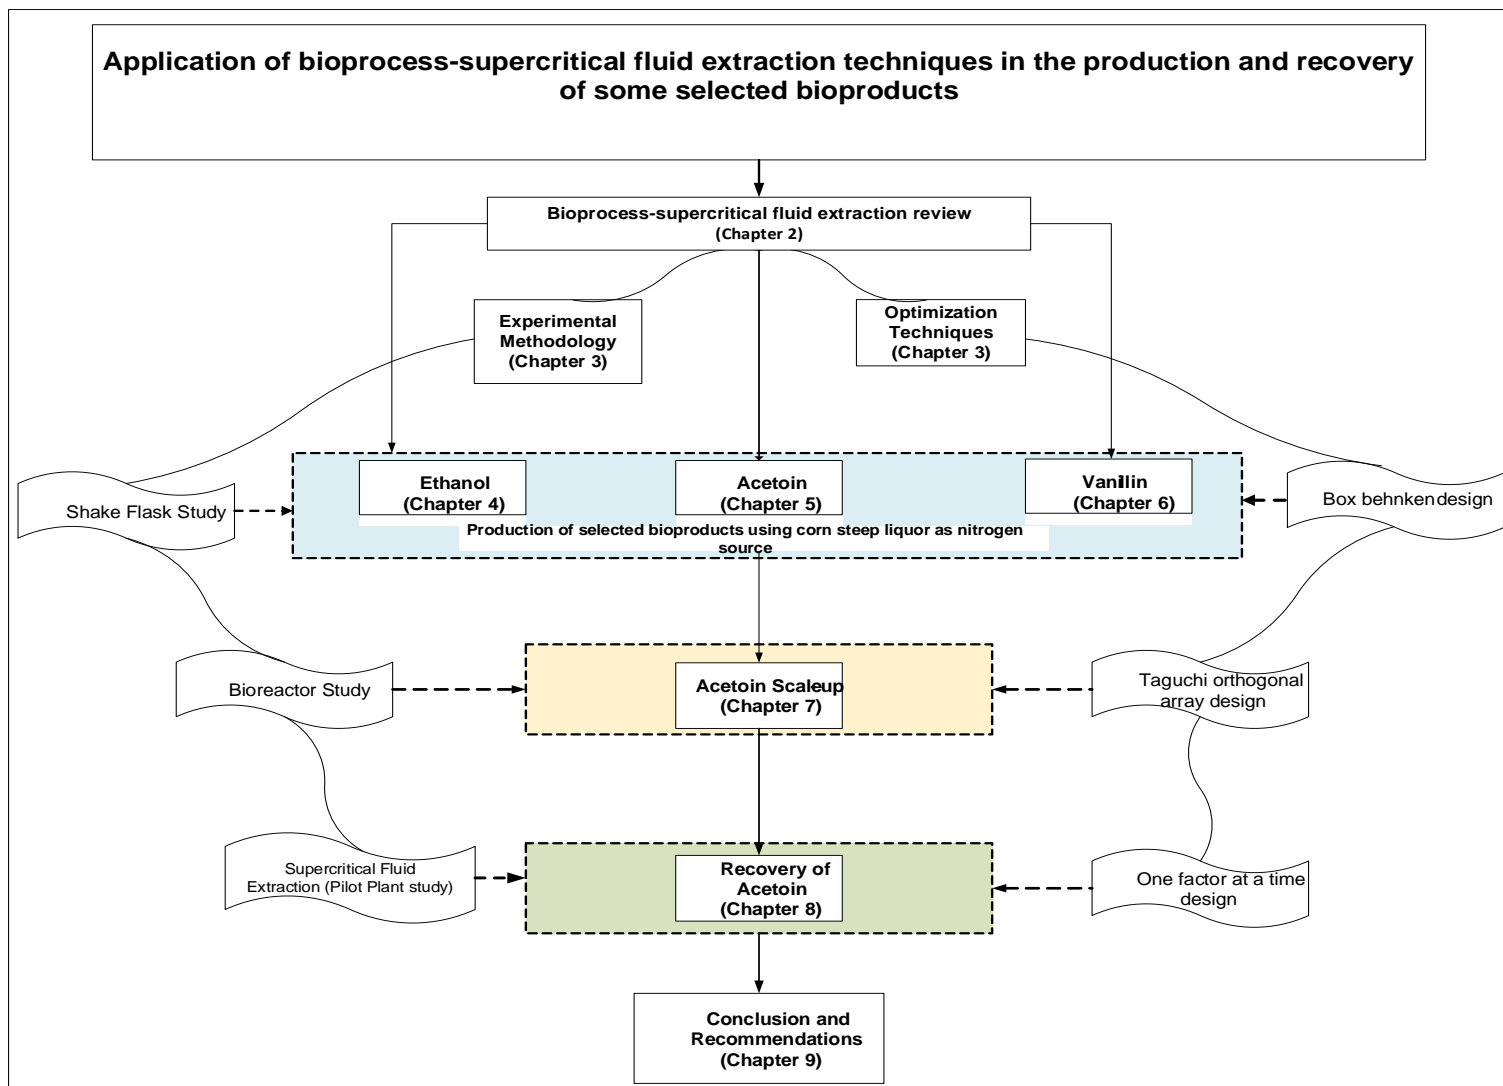 Application of bioprocess-supercritical fluid extraction techniques in the production and recovery
of some selected bioproducts
Bioprocess-supercritical fluid extraction review
(Chapter 2)
Experimental
Methodology
(Chapter 3)
Optimization
Techniques
(Chapter 3)
Ethanol
(Chapter 4)
Acetoin
(Chapter 5)
Vanillin
(Chapter 6)
Shake Flask Study
Box behnken design
Production of selected bioproducts using corn steep liquor as nitrogen
source
Bioreactor Study
Acetoin Scaleup
(Chapter 7)
Taguchi orthogonal
array design
Supercritical Fluid
Extraction (Pilot Plant study)
Recovery of
Acetoin
(Chapter 8)
One factor at a time
design
Conclusion and
Recommendations
(Chapter 9)